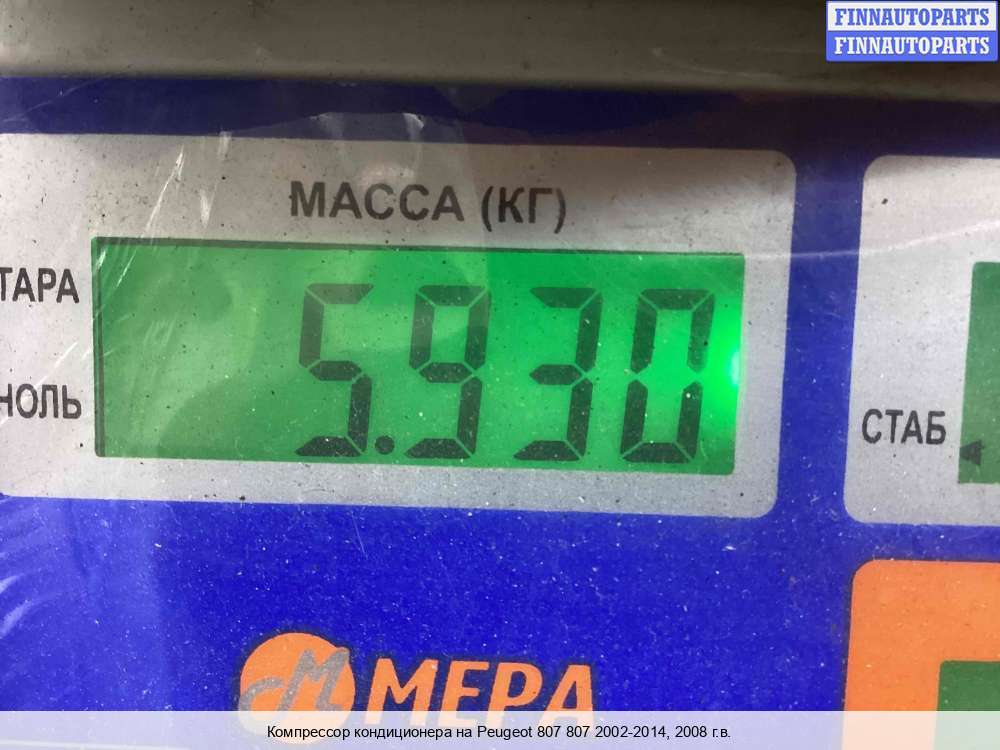 FINNAUTOPARTS
FINNAUTOPARTS
МАССА (КГ)
ТАРА
5.930
НОЛЬ
СТАБ
М МЕРА
Компрессор кондиционера на Peugeot 807 807 2002-2014, 2008 г.в.